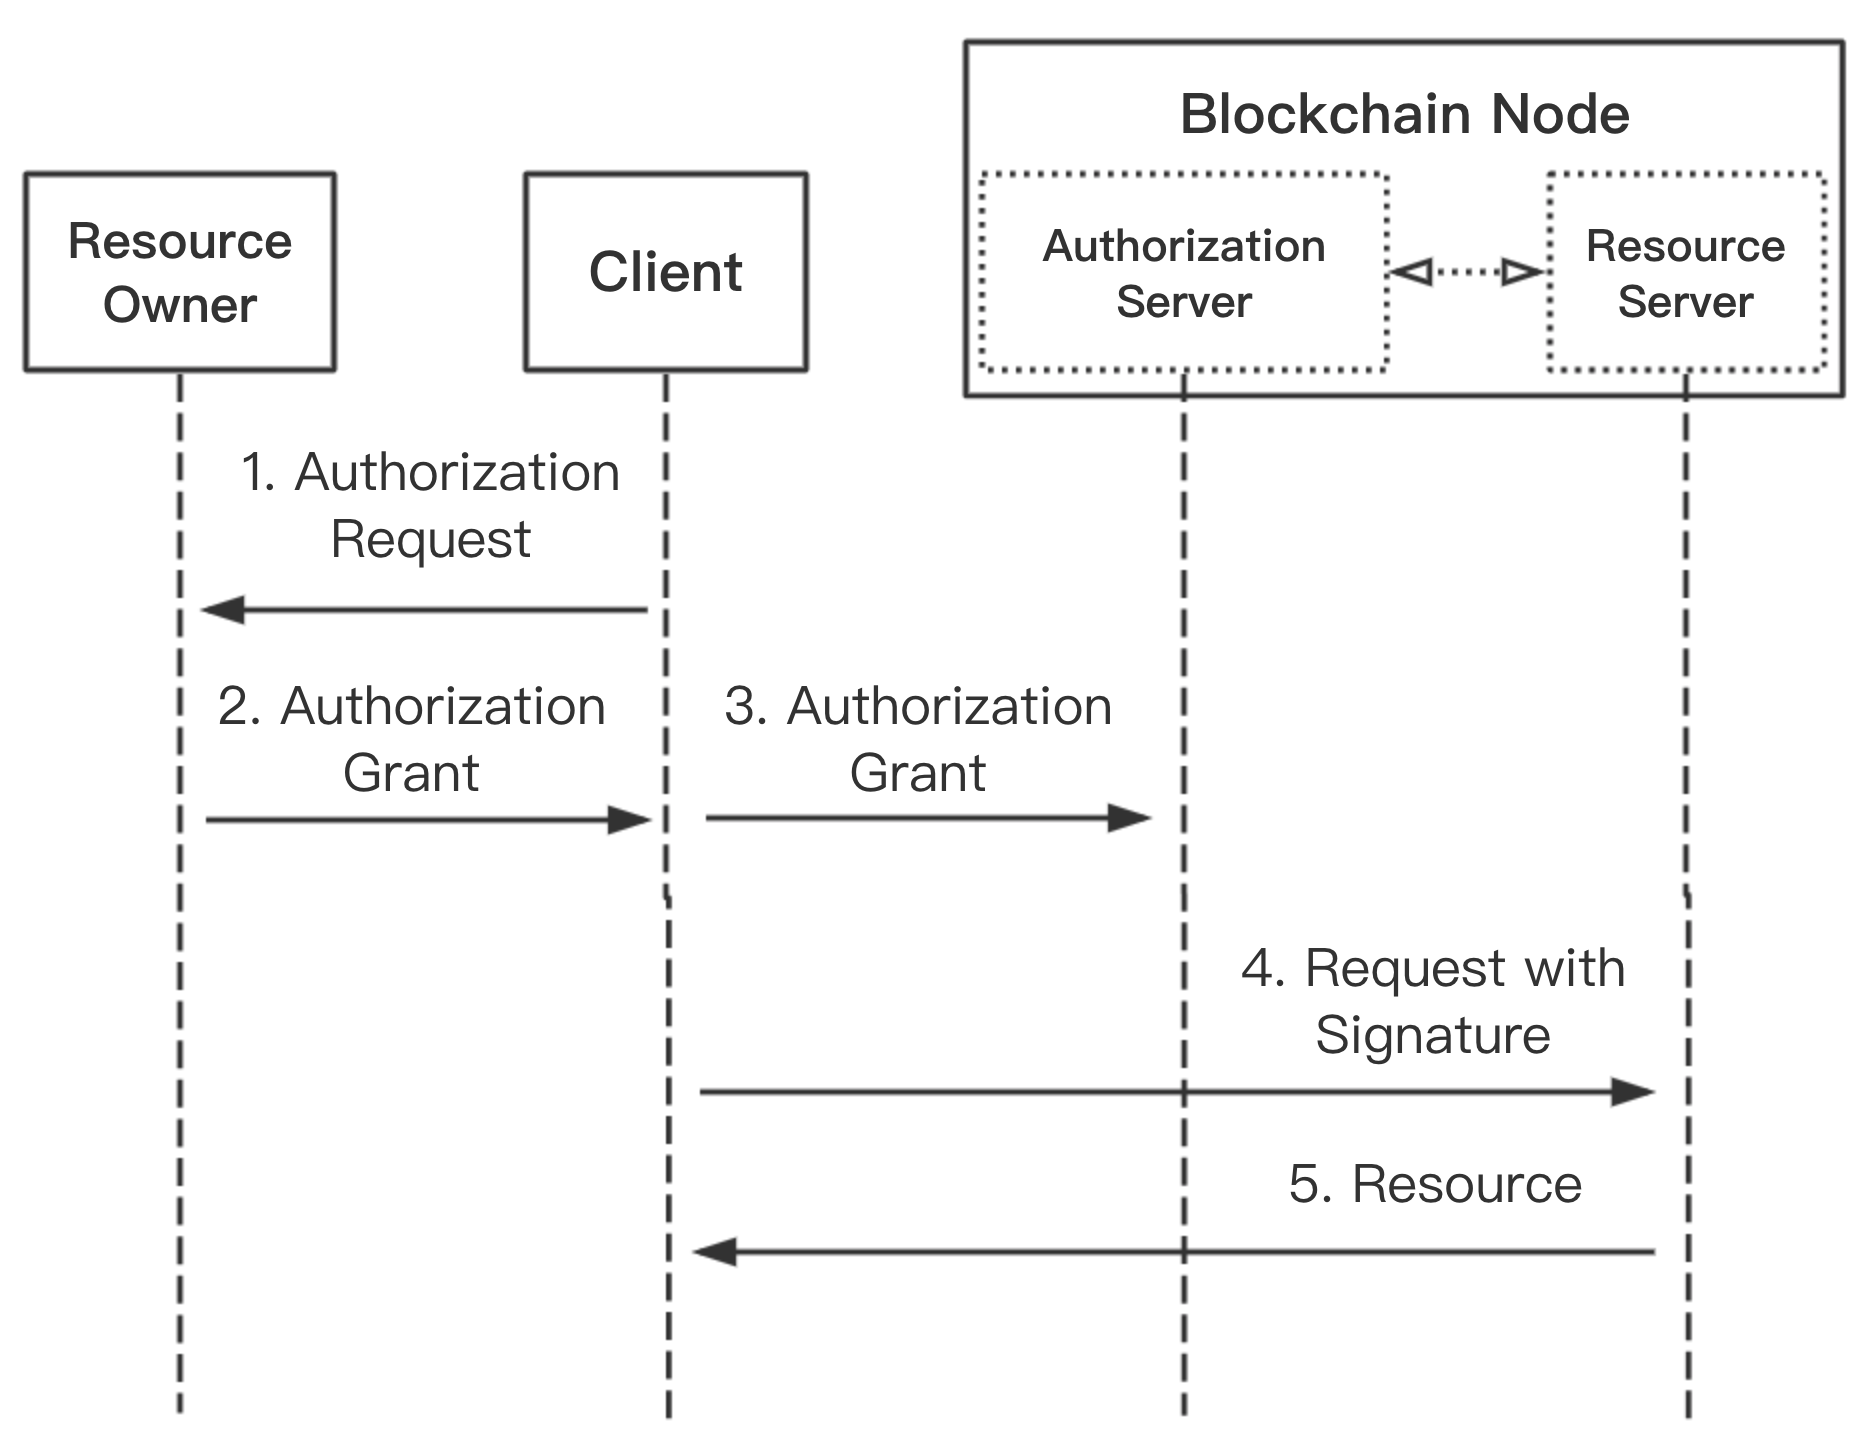 Blockchain Node
Resource
Owner
Client
Authorization
Server
Resource
Server
1. Authorization
Request
2. Authorization
Grant
3. Authorization
Grant
4. Request with
Signature
5. Resource